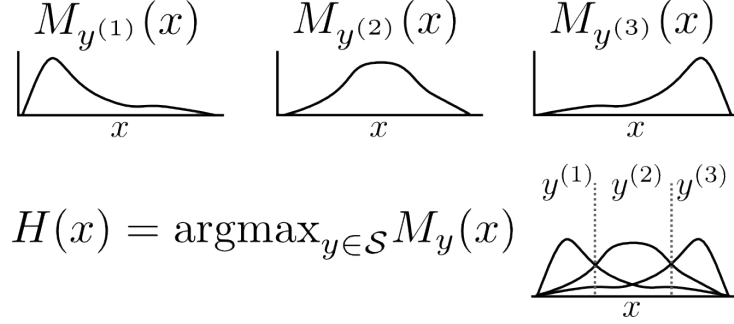 M_{y^{(1)}}(x) M_{y^{(2)}}(x) M_{y^{(3)}}(x)
x x x
y^{(1)} y^{(2)} y^{(3)}
H(x) = argmax_{y∈𝒮} M_y(x)
x